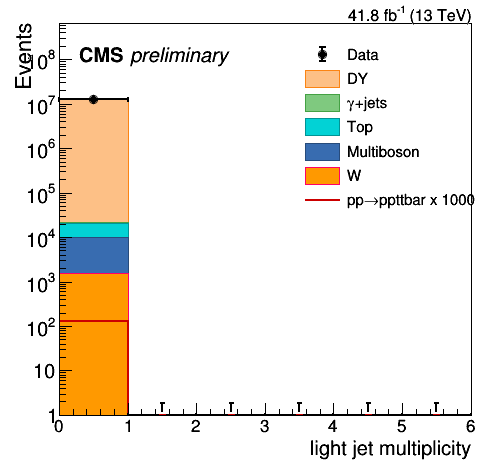 41.8 fb⁻¹ (13 TeV)
Events
CMS preliminary
Data
DY
γ+jets
Top
Multiboson
W
pp→ppttbar x 1000
10⁸
10⁷
10⁶
10⁵
10⁴
10³
10²
10
1
0 1 2 3 4 5 6
light jet multiplicity